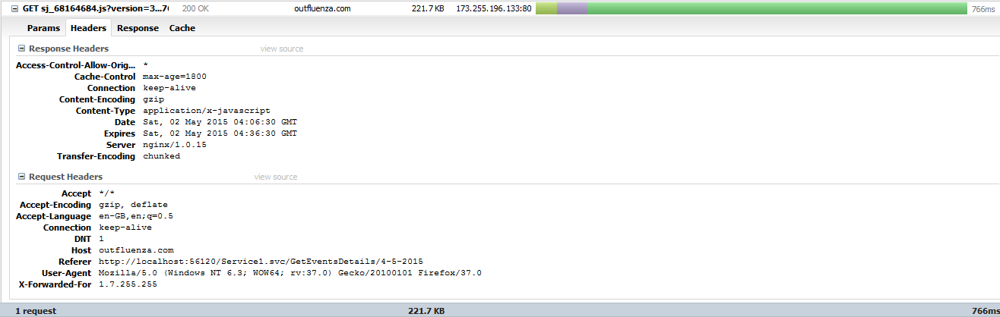 GET sj_68164684.js?version=3...76 200 OK outfluenza.com 221.7 KB 173.255.196.133:80 766ms
Params Headers Response Cache
Response Headers view source
Access-Control-Allow-Orig... *
Cache-Control max-age=1800
Connection keep-alive
Content-Encoding gzip
Content-Type application/x-javascript
Date Sat, 02 May 2015 04:06:30 GMT
Expires Sat, 02 May 2015 04:36:30 GMT
Server nginx/1.0.15
Transfer-Encoding chunked
Request Headers view source
Accept */*
Accept-Encoding gzip, deflate
Accept-Language en-GB,en;q=0.5
Connection keep-alive
DNT 1
Host outfluenza.com
Referer http://localhost:56120/Service1.svc/GetEventsDetails/4-5-2015
User-Agent Mozilla/5.0 (Windows NT 6.3; WOW64; rv:37.0) Gecko/20100101 Firefox/37.0
X-Forwarded-For 1.7.255.255
1 request 221.7 KB 766ms